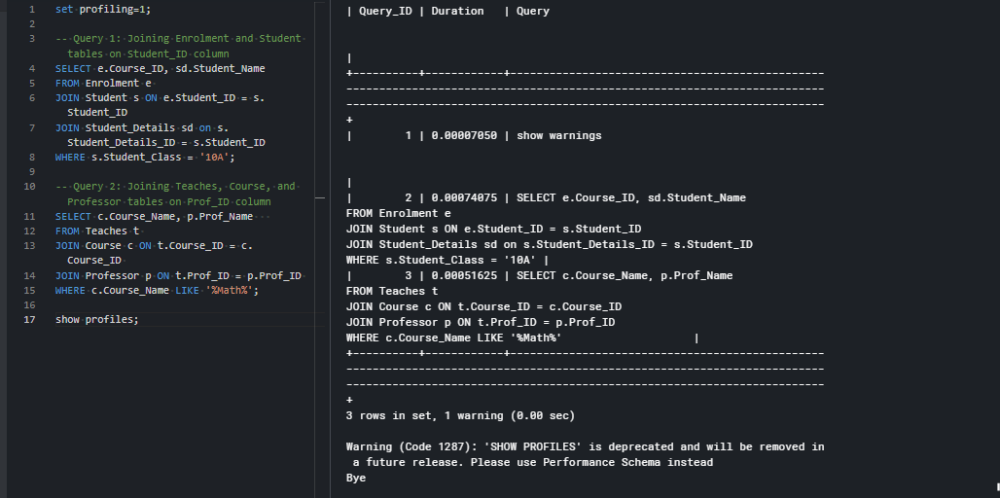 1 set profiling=1;
2
3 -- Query 1: Joining Enrolment and Student
tables on Student_ID column
4 SELECT e.Course_ID, sd.Student_Name
5 FROM Enrolment e
6 JOIN Student s ON e.Student_ID = s.
Student_ID
7 JOIN Student_Details sd on s.
Student_Details_ID = s.Student_ID
8 WHERE s.Student_Class = '10A';
9
10 -- Query 2: Joining Teaches, Course, and
Professor tables on Prof_ID column
11 SELECT c.Course_Name, p.Prof_Name
12 FROM Teaches t
13 JOIN Course c ON t.Course_ID = c.
Course_ID
14 JOIN Professor p ON t.Prof_ID = p.Prof_ID
15 WHERE c.Course_Name LIKE '%Math%';
16
17 show profiles;
| Query_ID | Duration   | Query
|
+----------+------------+-----------------------------------------------
-----------------------------------------------------------------------
-----------------------------------------------------------------------
+
|        1 | 0.00007050 | show warnings
|
|        2 | 0.00074075 | SELECT e.Course_ID, sd.Student_Name
FROM Enrolment e
JOIN Student s ON e.Student_ID = s.Student_ID
JOIN Student_Details sd on s.Student_Details_ID = s.Student_ID
WHERE s.Student_Class = '10A' |
|        3 | 0.00051625 | SELECT c.Course_Name, p.Prof_Name
FROM Teaches t
JOIN Course c ON t.Course_ID = c.Course_ID
JOIN Professor p ON t.Prof_ID = p.Prof_ID
WHERE c.Course_Name LIKE '%Math%'                    |
+----------+------------+-----------------------------------------------
-----------------------------------------------------------------------
-----------------------------------------------------------------------
+
3 rows in set, 1 warning (0.00 sec)
Warning (Code 1287): 'SHOW PROFILES' is deprecated and will be removed in
a future release. Please use Performance Schema instead
Bye